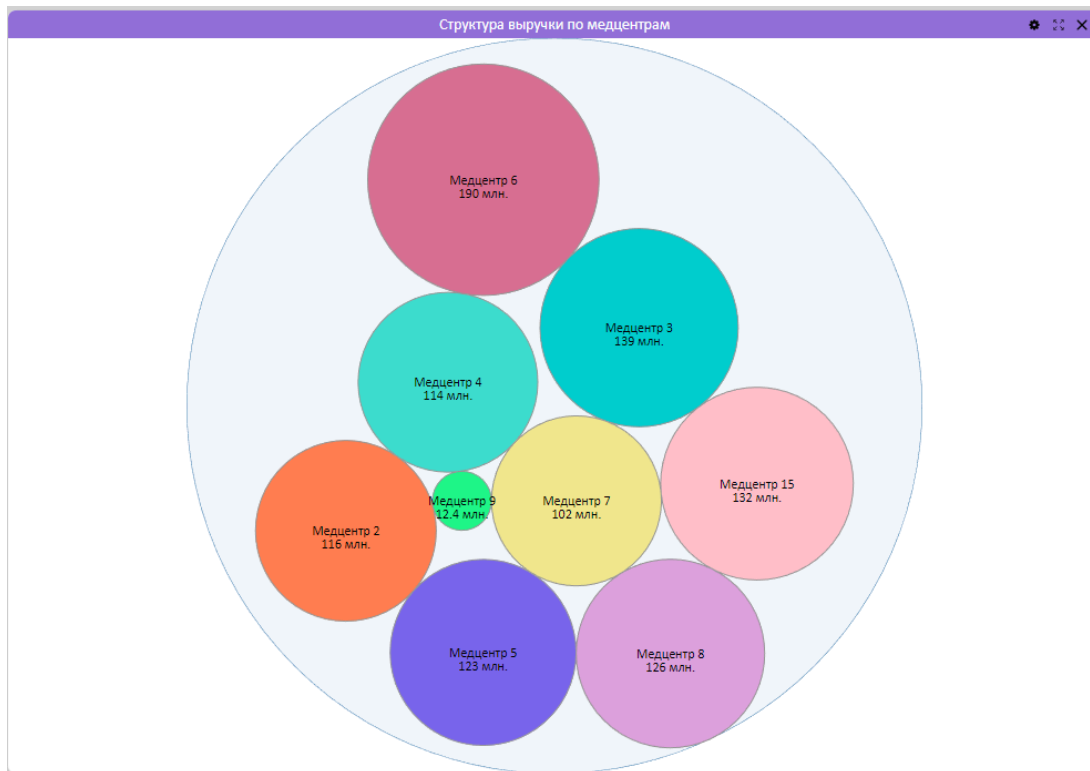 Структура выручки по медцентрам
Медцентр 6
190 млн.
Медцентр 3
139 млн.
Медцентр 4
114 млн.
Медцентр 15
132 млн.
Медцентр 9
12.4 млн.
Медцентр 7
102 млн.
Медцентр 2
116 млн.
Медцентр 5
123 млн.
Медцентр 8
126 млн.